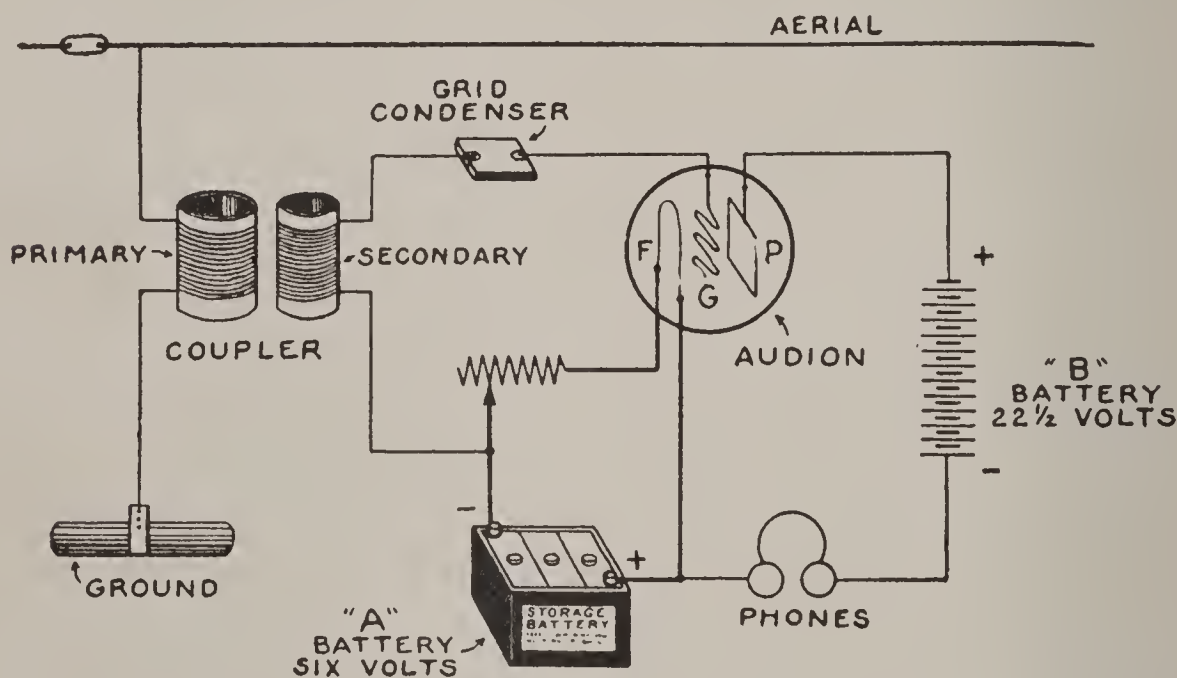 AERIAL
GRID
CONDENSER
PRIMARY
SECONDARY
COUPLER
F
G
P
AUDION
+
"B"
BATTERY
22½ VOLTS
-
-
+
GROUND
"A"
BATTERY
SIX VOLTS
STORAGE
BATTERY
PHONES